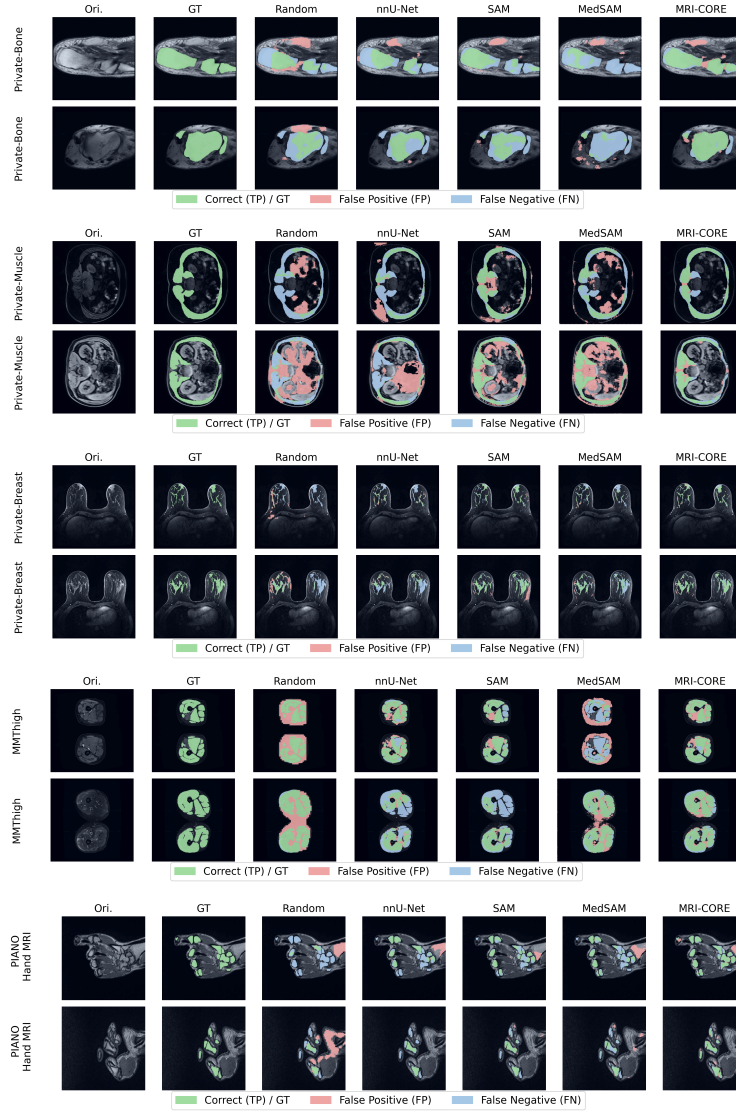 Ori. GT Random nnU-Net SAM MedSAM MRI-CORE
Private-Bone
Private-Bone
Correct (TP) / GT False Positive (FP) False Negative (FN)
Ori. GT Random nnU-Net SAM MedSAM MRI-CORE
Private-Muscle
Private-Muscle
Correct (TP) / GT False Positive (FP) False Negative (FN)
Ori. GT Random nnU-Net SAM MedSAM MRI-CORE
Private-Breast
Private-Breast
Correct (TP) / GT False Positive (FP) False Negative (FN)
Ori. GT Random nnU-Net SAM MedSAM MRI-CORE
MMThigh
MMThigh
Correct (TP) / GT False Positive (FP) False Negative (FN)
Ori. GT Random nnU-Net SAM MedSAM MRI-CORE
PIANO
Hand MRI
PIANO
Hand MRI
Correct (TP) / GT False Positive (FP) False Negative (FN)